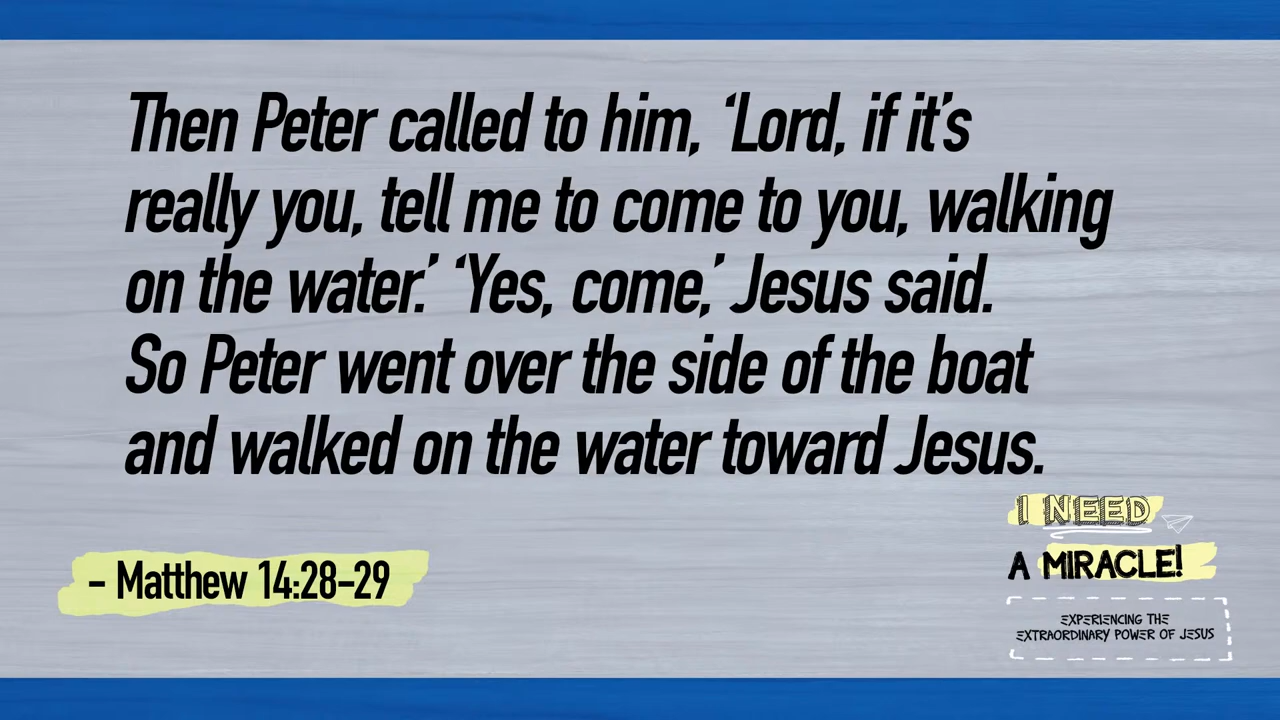 Then Peter called to him, ‘Lord, if it’s
really you, tell me to come to you, walking
on the water.’ ‘Yes, come,’ Jesus said.
So Peter went over the side of the boat
and walked on the water toward Jesus.
– Matthew 14:28–29
I NEED
A MIRACLE!
EXPERIENCING THE
EXTRAORDINARY POWER OF JESUS